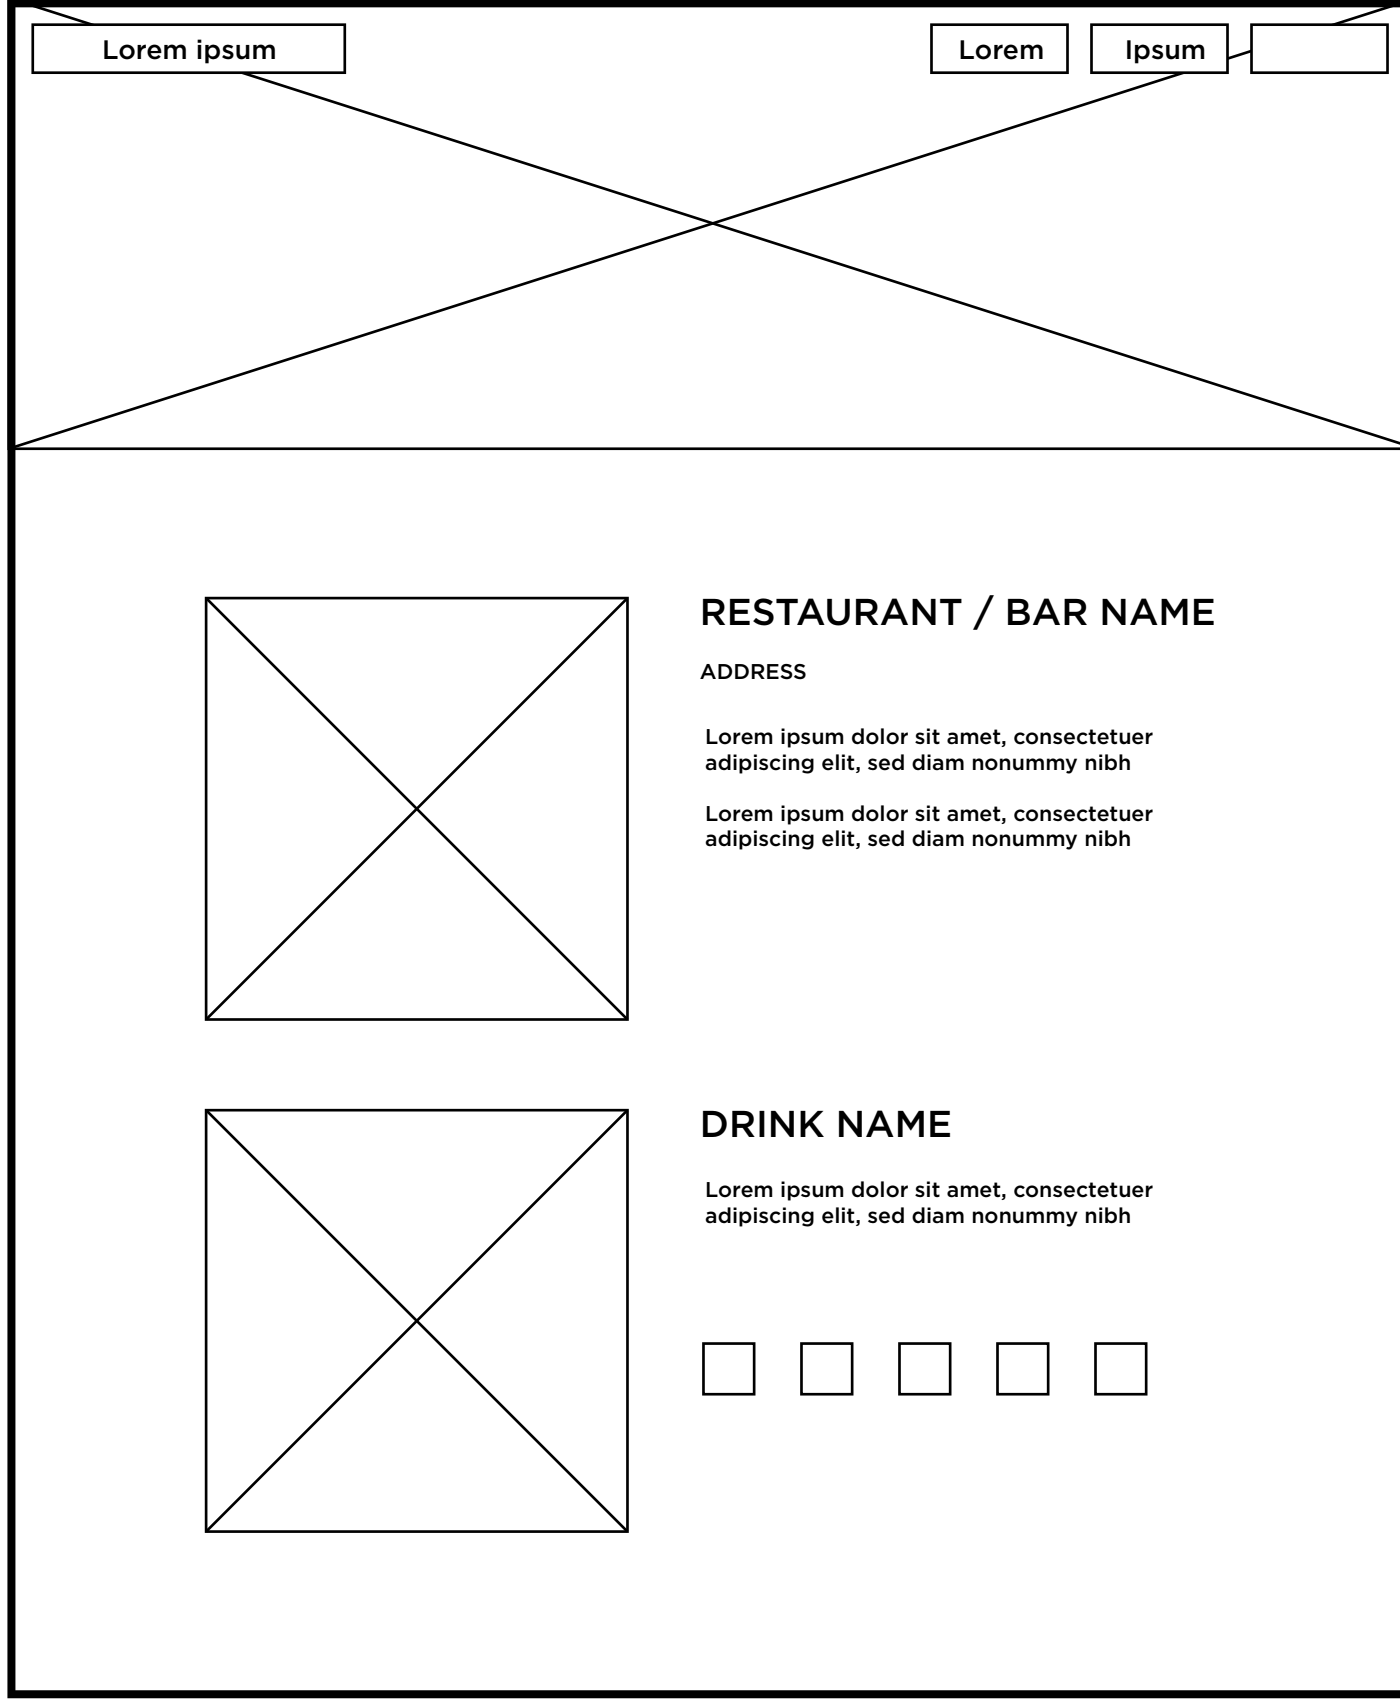 Lorem ipsum
Lorem
Ipsum
RESTAURANT / BAR NAME
ADDRESS
Lorem ipsum dolor sit amet, consectetuer
adipiscing elit, sed diam nonummy nibh
Lorem ipsum dolor sit amet, consectetuer
adipiscing elit, sed diam nonummy nibh
DRINK NAME
Lorem ipsum dolor sit amet, consectetuer
adipiscing elit, sed diam nonummy nibh